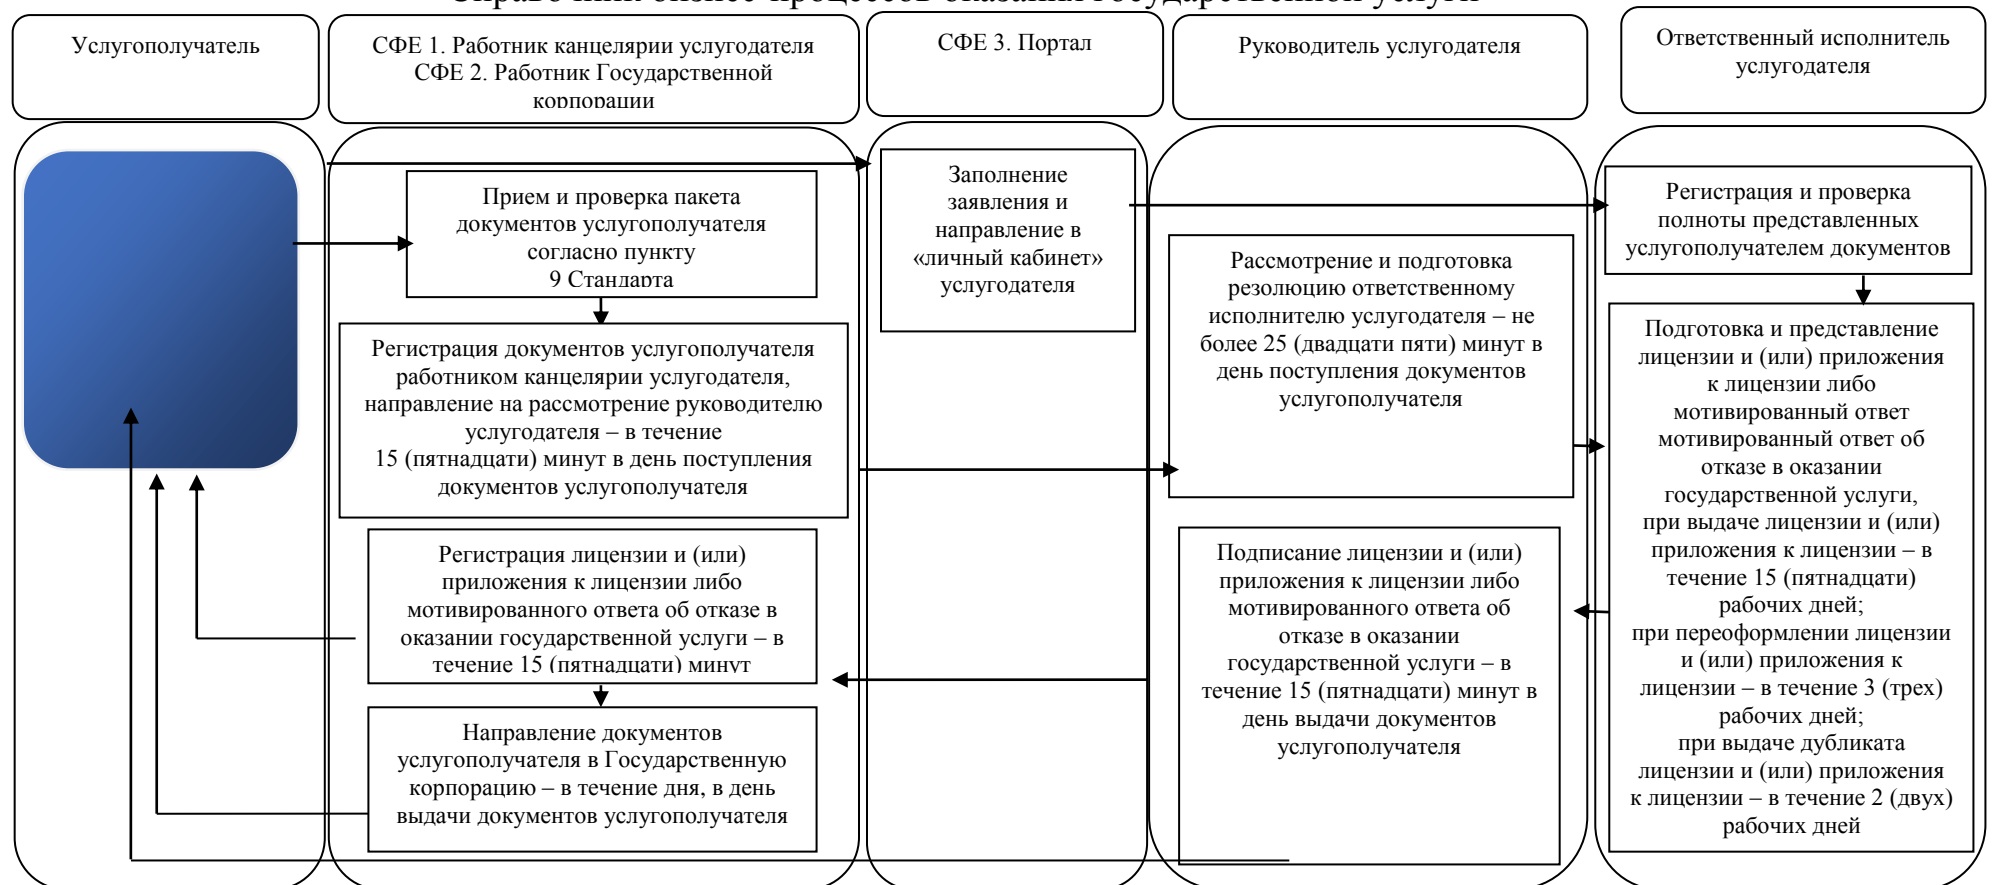 Справочник бизнес-процессов оказания государственной услуги
Услугополучатель
СФЕ 1. Работник канцелярии услугодателя
СФЕ 2. Работник Государственной
корпорации
СФЕ 3. Портал
Руководитель услугодателя
Ответственный исполнитель
услугодателя
Прием и проверка пакета
документов услугополучателя
согласно пункту
9 Стандарта
Регистрация документов услугополучателя
работником канцелярии услугодателя,
направление на рассмотрение руководителю
услугодателя – в течение
15 (пятнадцати) минут в день поступления
документов услугополучателя
Регистрация лицензии и (или)
приложения к лицензии либо
мотивированного ответа об отказе в
оказании государственной услуги – в
течение 15 (пятнадцати) минут
Направление документов
услугополучателя в Государственную
корпорацию – в течение дня, в день
выдачи документов услугополучателя
Заполнение
заявления и
направление в
«личный кабинет»
услугодателя
Рассмотрение и подготовка
резолюцию ответственному
исполнителю услугодателя – не
более 25 (двадцати пяти) минут в
день поступления документов
услугополучателя
Подписание лицензии и (или)
приложения к лицензии либо
мотивированного ответа об
отказе в оказании
государственной услуги – в
течение 15 (пятнадцати) минут в
день выдачи документов
услугополучателя
Регистрация и проверка
полноты представленных
услугополучателем документов
Подготовка и представление
лицензии и (или) приложения
к лицензии либо
мотивированный ответ
мотивированный ответ об
отказе в оказании
государственной услуги,
при выдаче лицензии и (или)
приложения к лицензии – в
течение 15 (пятнадцати)
рабочих дней;
при переоформлении лицензии
и (или) приложения к
лицензии – в течение 3 (трех)
рабочих дней;
при выдаче дубликата
лицензии и (или) приложения
к лицензии – в течение 2 (двух)
рабочих дней